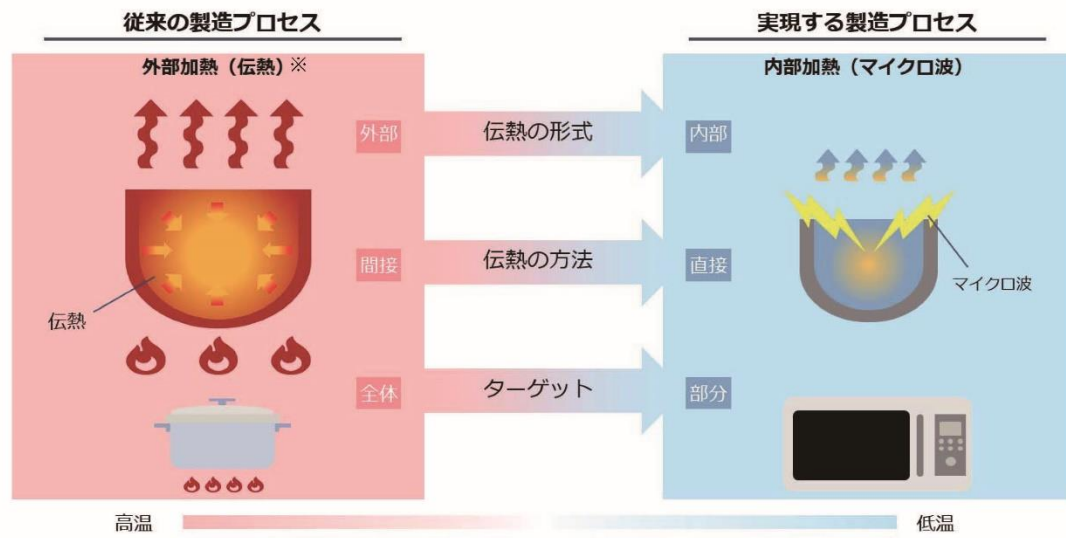 従来の製造プロセス
実現する製造プロセス
外部加熱（伝熱）※
内部加熱（マイクロ波）
外部
伝熱の形式
内部
間接
伝熱の方法
直接
伝熱
マイクロ波
全体
ターゲット
部分
高温
低温